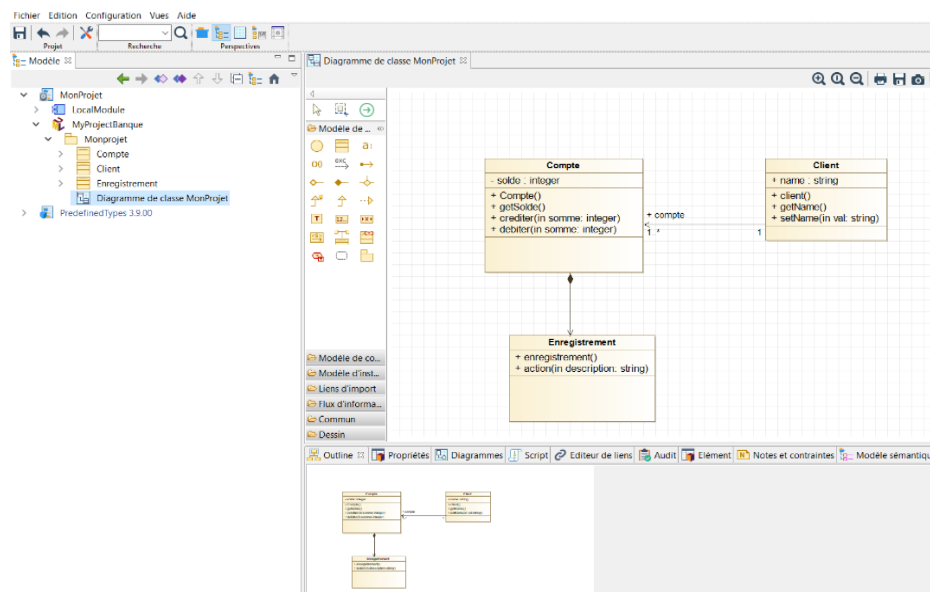 Fichier Edition Configuration Vues Aide
Projet Recherche Perspectives
Modèle
Diagramme de classe MonProjet
MonProjet
LocalModule
MyProjectBanque
Monprojet
Compte
Client
Enregistrement
Diagramme de classe MonProjet
PredefinedTypes 3.9.00
Modèle de ...
Modèle de co...
Modèle d'inst...
Liens d'import
Flux d'informa...
Commun
Dessin
Compte
- solde : integer
+ Compte()
+ getSolde()
+ crediter(in somme: integer)
+ debiter(in somme: integer)
+ compte
1..*
1
Client
+ name : string
+ client()
+ getName()
+ setName(in val: string)
Enregistrement
+ enregistrement()
+ action(in description: string)
Outline Propriétés Diagrammes Script Editeur de liens Audit Elément Notes et contraintes Modèle sémantiqu